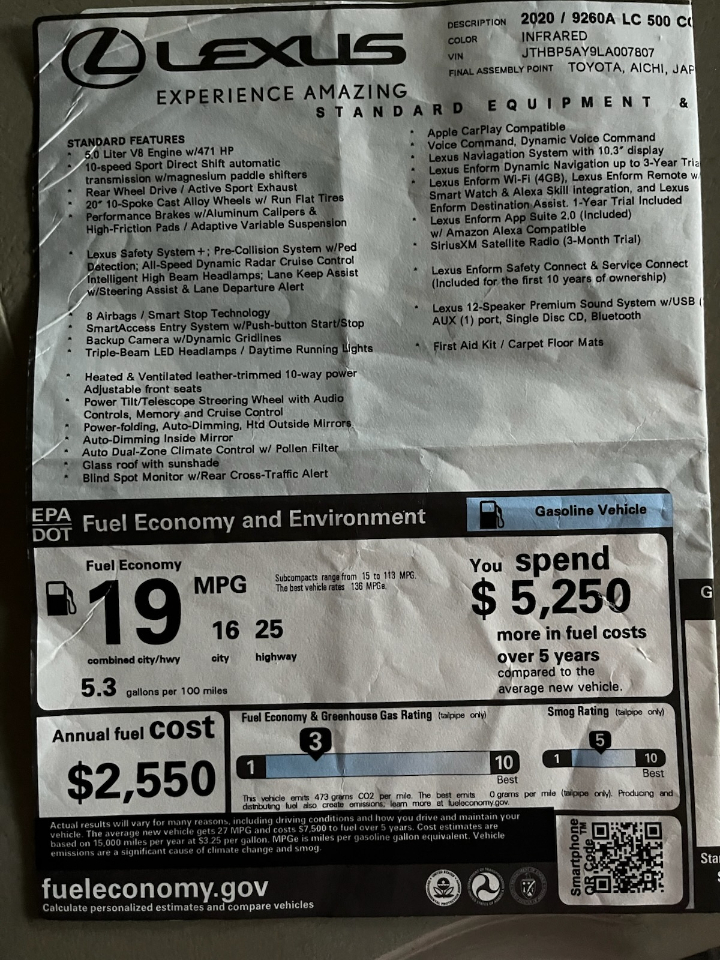 LEXUS
EXPERIENCE AMAZING
DESCRIPTION 2020 / 9260A LC 500 CO
COLOR INFRARED
VIN JTHBP5AY9LA007807
FINAL ASSEMBLY POINT TOYOTA, AICHI, JAP
STANDARD EQUIPMENT &
STANDARD FEATURES
* 5.0 Liter V8 Engine w/471 HP
* 10-speed Sport Direct Shift automatic
transmission w/magnesium paddle shifters
* Rear Wheel Drive / Active Sport Exhaust
* 20" 10-Spoke Cast Alloy Wheels w/ Run Flat Tires
* Performance Brakes w/Aluminum Calipers &
High-Friction Pads / Adaptive Variable Suspension
* Lexus Safety System+; Pre-Collision System w/Ped
Detection; All-Speed Dynamic Radar Cruise Control
Intelligent High Beam Headlamps; Lane Keep Assist
w/Steering Assist & Lane Departure Alert
* 8 Airbags / Smart Stop Technology
* SmartAccess Entry System w/Push-button Start/Stop
* Backup Camera w/Dynamic Gridlines
* Triple-Beam LED Headlamps / Daytime Running Lights
* Heated & Ventilated leather-trimmed 10-way power
Adjustable front seats
* Power Tilt/Telescope Streering Wheel with Audio
Controls, Memory and Cruise Control
* Power-folding, Auto-Dimming, Htd Outside Mirrors
* Auto-Dimming Inside Mirror
* Auto Dual-Zone Climate Control w/ Pollen Filter
* Glass roof with sunshade
* Blind Spot Monitor w/Rear Cross-Traffic Alert
* Apple CarPlay Compatible
* Voice Command, Dynamic Voice Command
* Lexus Naviagation System with 10.3" display
* Lexus Enform Dynamic Navigation up to 3-Year Tria
* Lexus Enform Wi-Fi (4GB), Lexus Enform Remote w
Smart Watch & Alexa Skill Integration, and Lexus
Enform Destination Assist. 1-Year Trial Included
* Lexus Enform App Suite 2.0 (Included)
w/ Amazon Alexa Compatible
* SiriusXM Satellite Radio (3-Month Trial)
* Lexus Enform Safety Connect & Service Connect
(Included for the first 10 years of ownership)
* Lexus 12-Speaker Premium Sound System w/USB (
AUX (1) port, Single Disc CD, Bluetooth
* First Aid Kit / Carpet Floor Mats
EPA
DOT
Fuel Economy and Environment
Gasoline Vehicle
Fuel Economy
19 MPG
combined city/hwy
16 city
25 highway
5.3 gallons per 100 miles
Subcompacts range from 15 to 113 MPG.
The best vehicle rates 136 MPGe.
You spend
$ 5,250
more in fuel costs
over 5 years
compared to the
average new vehicle.
Annual fuel cost
$2,550
Fuel Economy & Greenhouse Gas Rating (tailpipe only)
1 3 10
Best
Smog Rating (tailpipe only)
1 5 10
Best
This vehicle emits 473 grams CO2 per mile. The best emits 0 grams per mile (tailpipe only). Producing and
distributing fuel also create emissions; learn more at fueleconomy.gov.
Actual results will vary for many reasons, including driving conditions and how you drive and maintain your
vehicle. The average new vehicle gets 27 MPG and costs $7,500 to fuel over 5 years. Cost estimates are
based on 15,000 miles per year at $3.25 per gallon. MPGe is miles per gasoline gallon equivalent. Vehicle
emissions are a significant cause of climate change and smog.
fueleconomy.gov
Calculate personalized estimates and compare vehicles
Smartphone
QR Code™
G
Sta